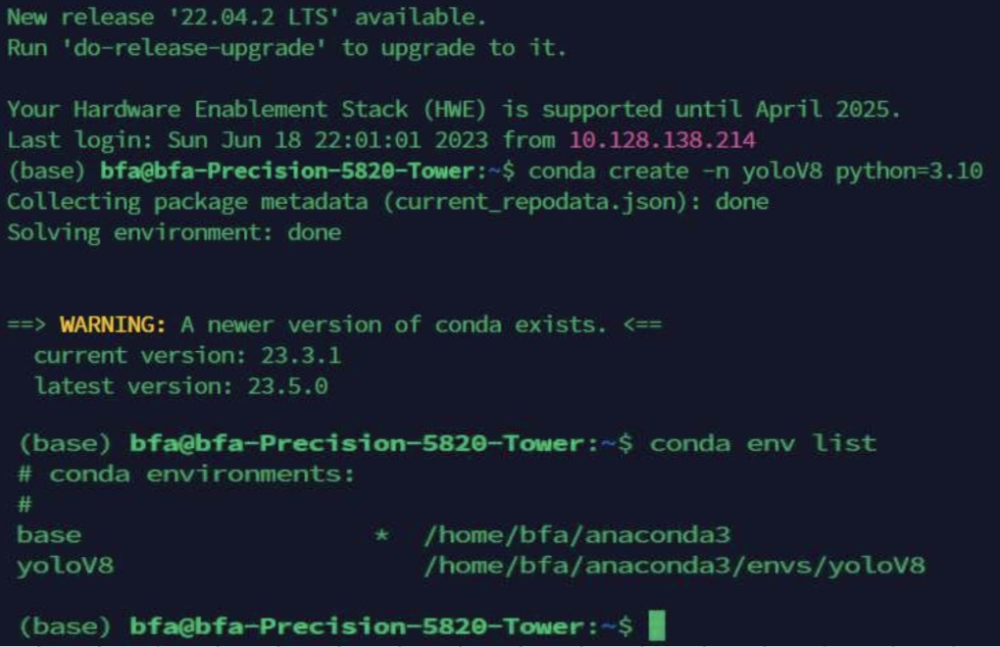 New release '22.04.2 LTS' available.
Run 'do-release-upgrade' to upgrade to it.
Your Hardware Enablement Stack (HWE) is supported until April 2025.
Last login: Sun Jun 18 22:01:01 2023 from 10.128.138.214
(base) bfa@bfa-Precision-5820-Tower:~$ conda create -n yoloV8 python=3.10
Collecting package metadata (current_repodata.json): done
Solving environment: done
==> WARNING: A newer version of conda exists. <==
current version: 23.3.1
latest version: 23.5.0
(base) bfa@bfa-Precision-5820-Tower:~$ conda env list
# conda environments:
#
base * /home/bfa/anaconda3
yoloV8 /home/bfa/anaconda3/envs/yoloV8
(base) bfa@bfa-Precision-5820-Tower:~$